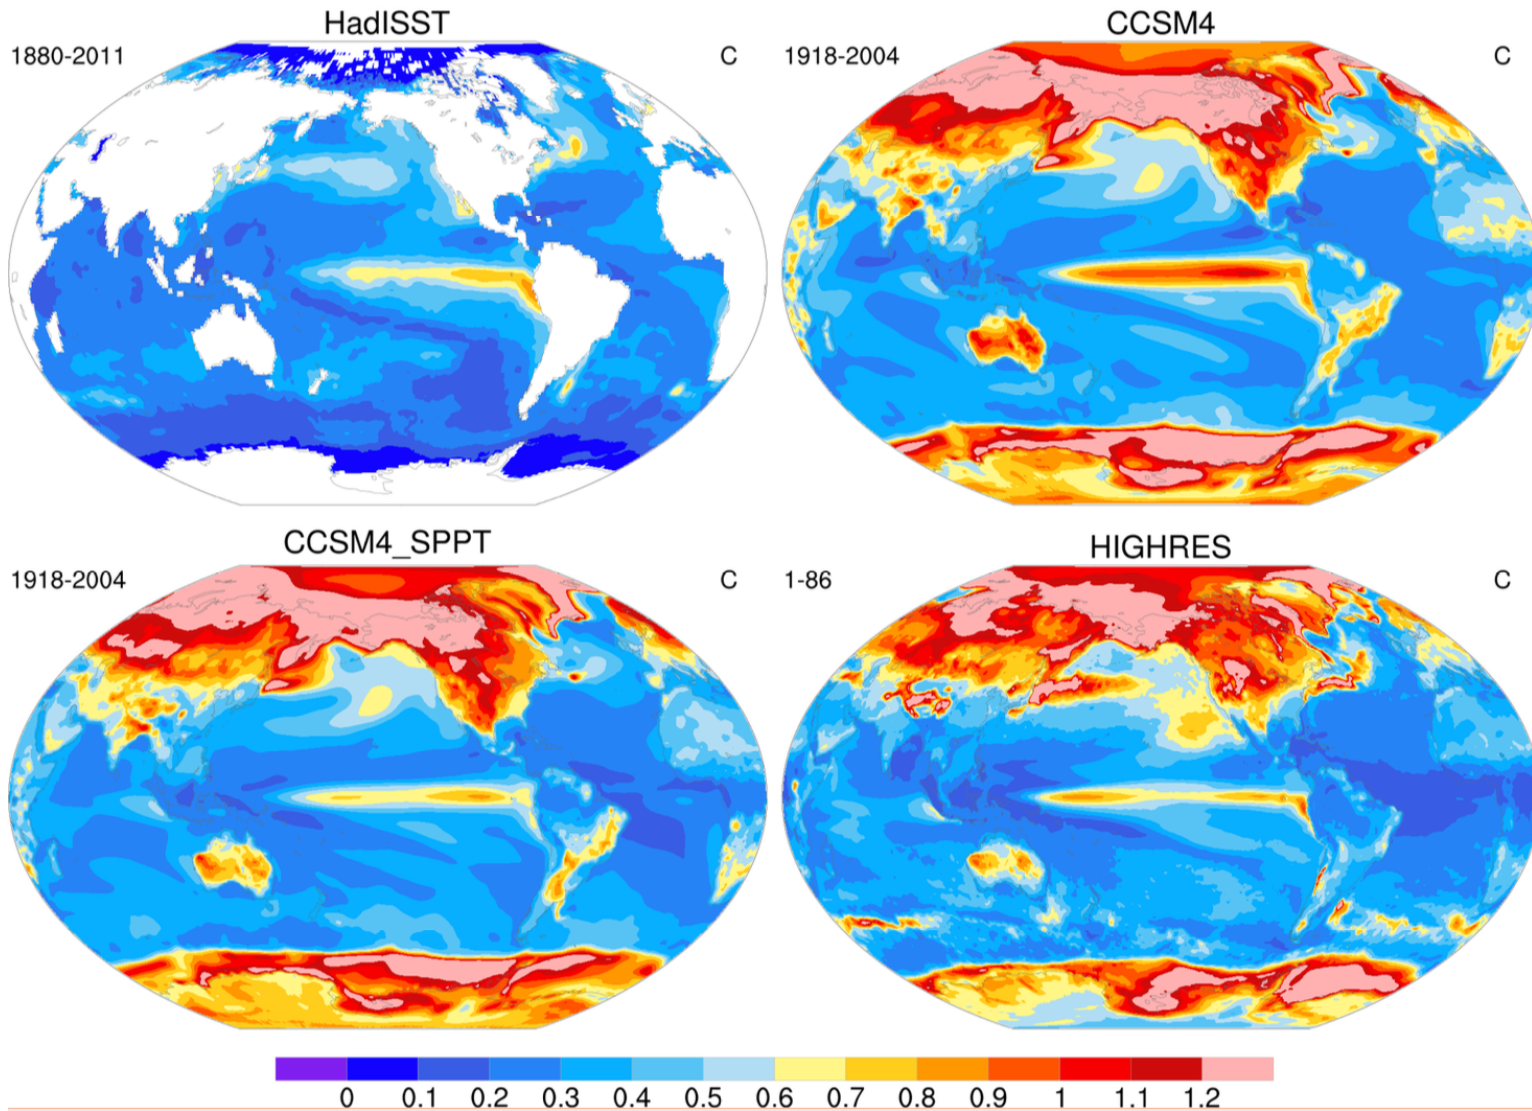 HadISST
1880-2011 C
CCSM4
1918-2004 C
CCSM4_SPPT
1918-2004 C
HIGHRES
1-86 C
0 0.1 0.2 0.3 0.4 0.5 0.6 0.7 0.8 0.9 1 1.1 1.2